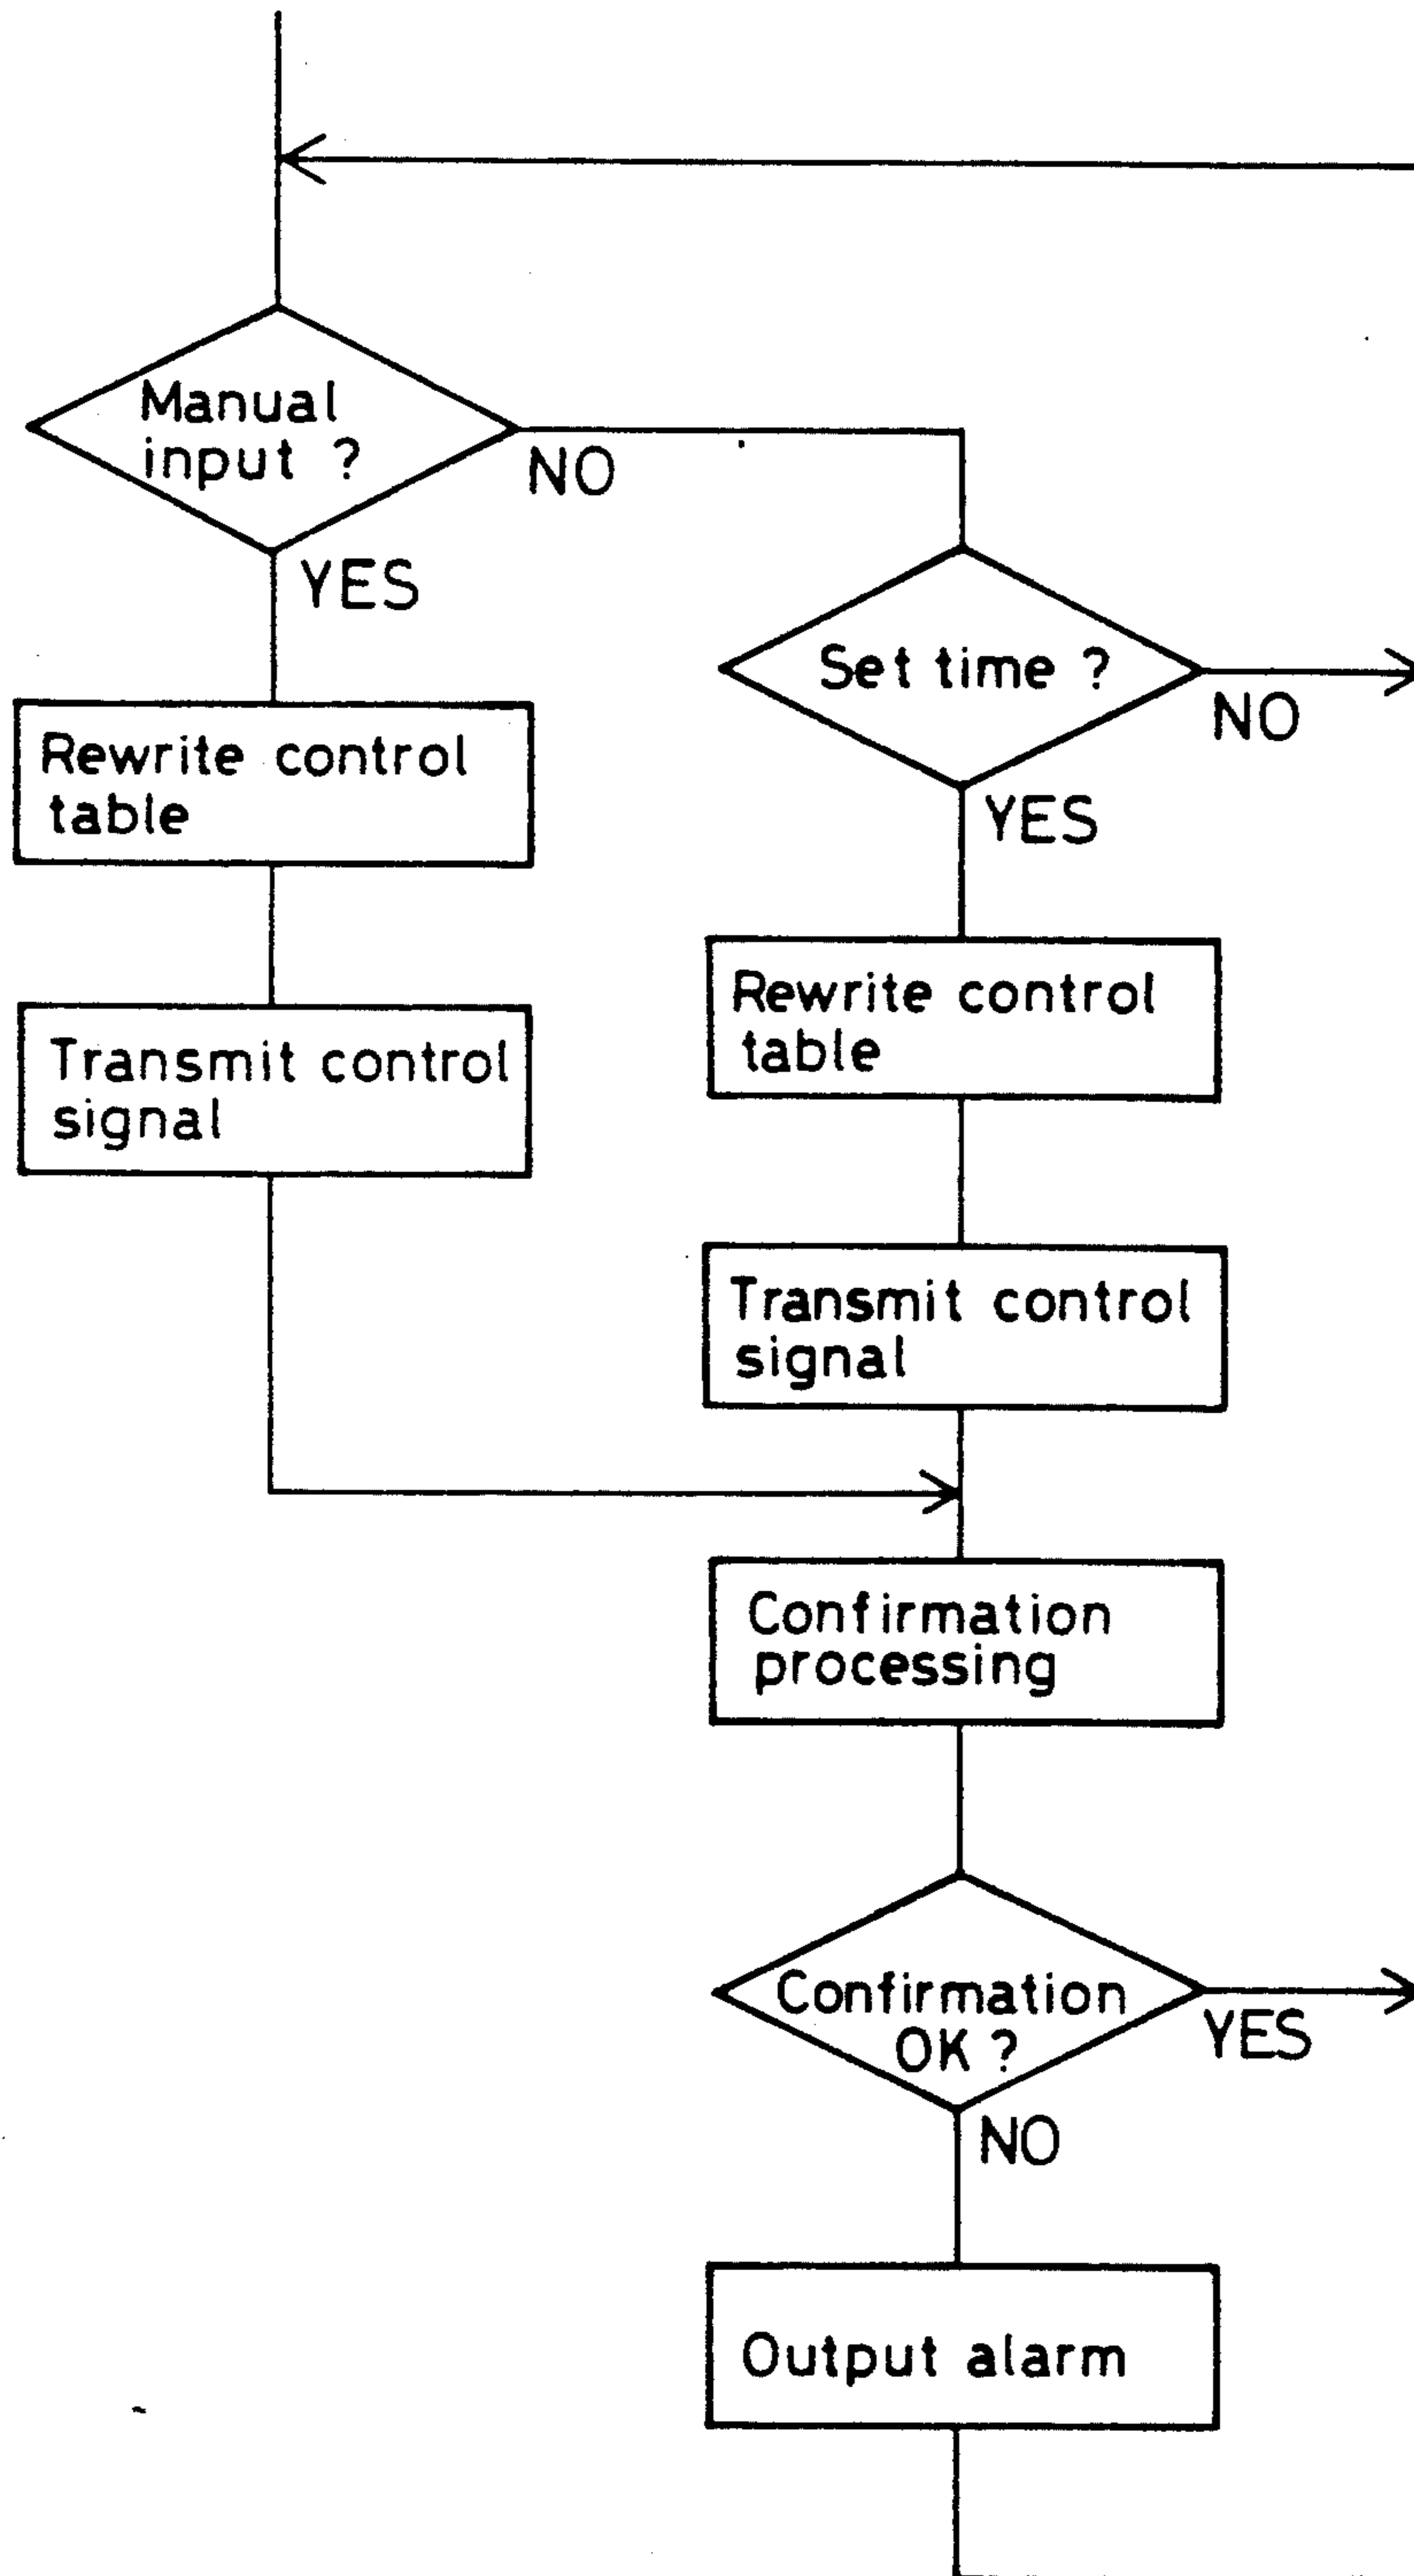 Manual
input ?
NO
YES
Set time ?
NO
YES
Rewrite control
table
Transmit control
signal
Rewrite control
table
Transmit control
signal
Confirmation
processing
Confirmation
OK ?
YES
NO
Output alarm